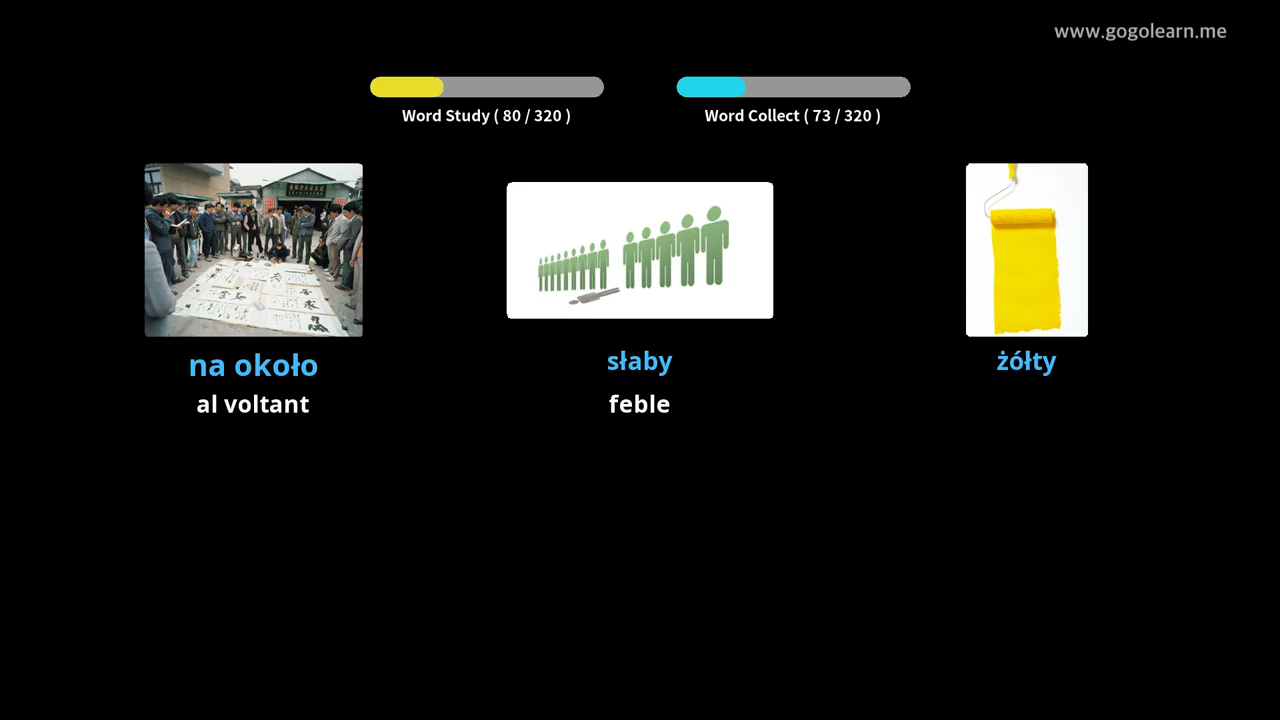 www.gogolearn.me
Word Study ( 80 / 320 )
Word Collect ( 73 / 320 )
na około
słaby
żółty
al voltant
feble